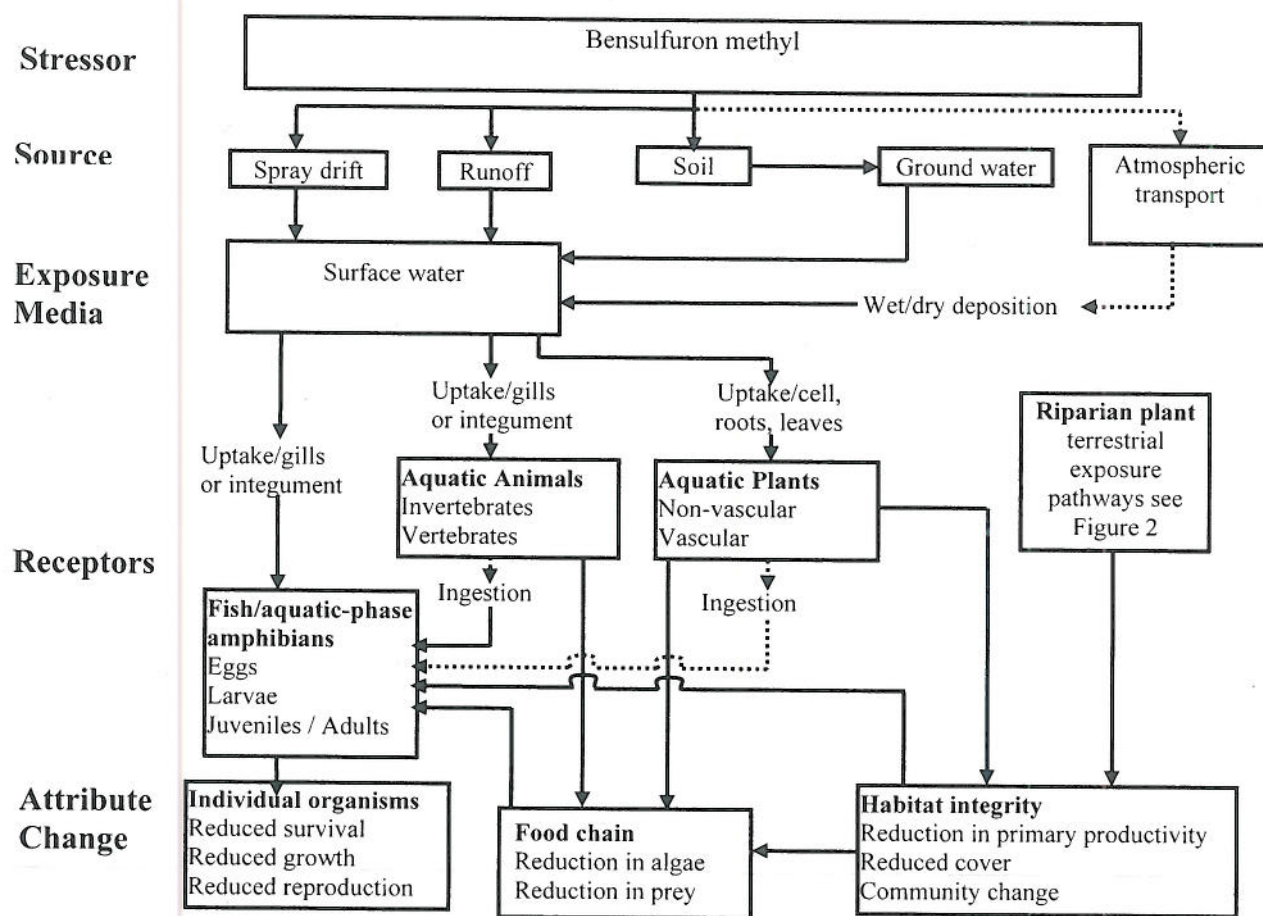 Stressor
Bensulfuron methyl
Source
Spray drift
Runoff
Soil
Ground water
Atmospheric
transport
Exposure
Media
Surface water
Wet/dry deposition
Uptake/gills
or integument
Uptake/gills
or integument
Uptake/cell,
roots, leaves
Riparian plant
terrestrial
exposure
pathways see
Figure 2
Receptors
Aquatic Animals
Invertebrates
Vertebrates
Aquatic Plants
Non-vascular
Vascular
Ingestion
Ingestion
Fish/aquatic-phase
amphibians
Eggs
Larvae
Juveniles / Adults
Attribute
Change
Individual organisms
Reduced survival
Reduced growth
Reduced reproduction
Food chain
Reduction in algae
Reduction in prey
Habitat integrity
Reduction in primary productivity
Reduced cover
Community change